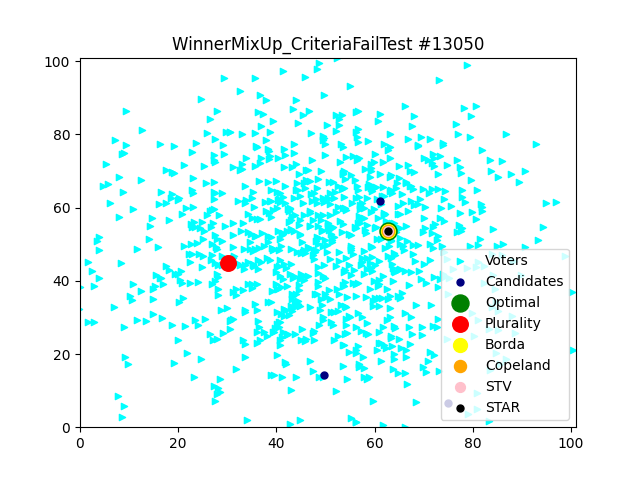 WinnerMixUp_CriteriaFailTest #13050
100
80
60
40
20
0
0
20
40
60
80
100
Voters
Candidates
Optimal
Plurality
Borda
Copeland
STV
STAR